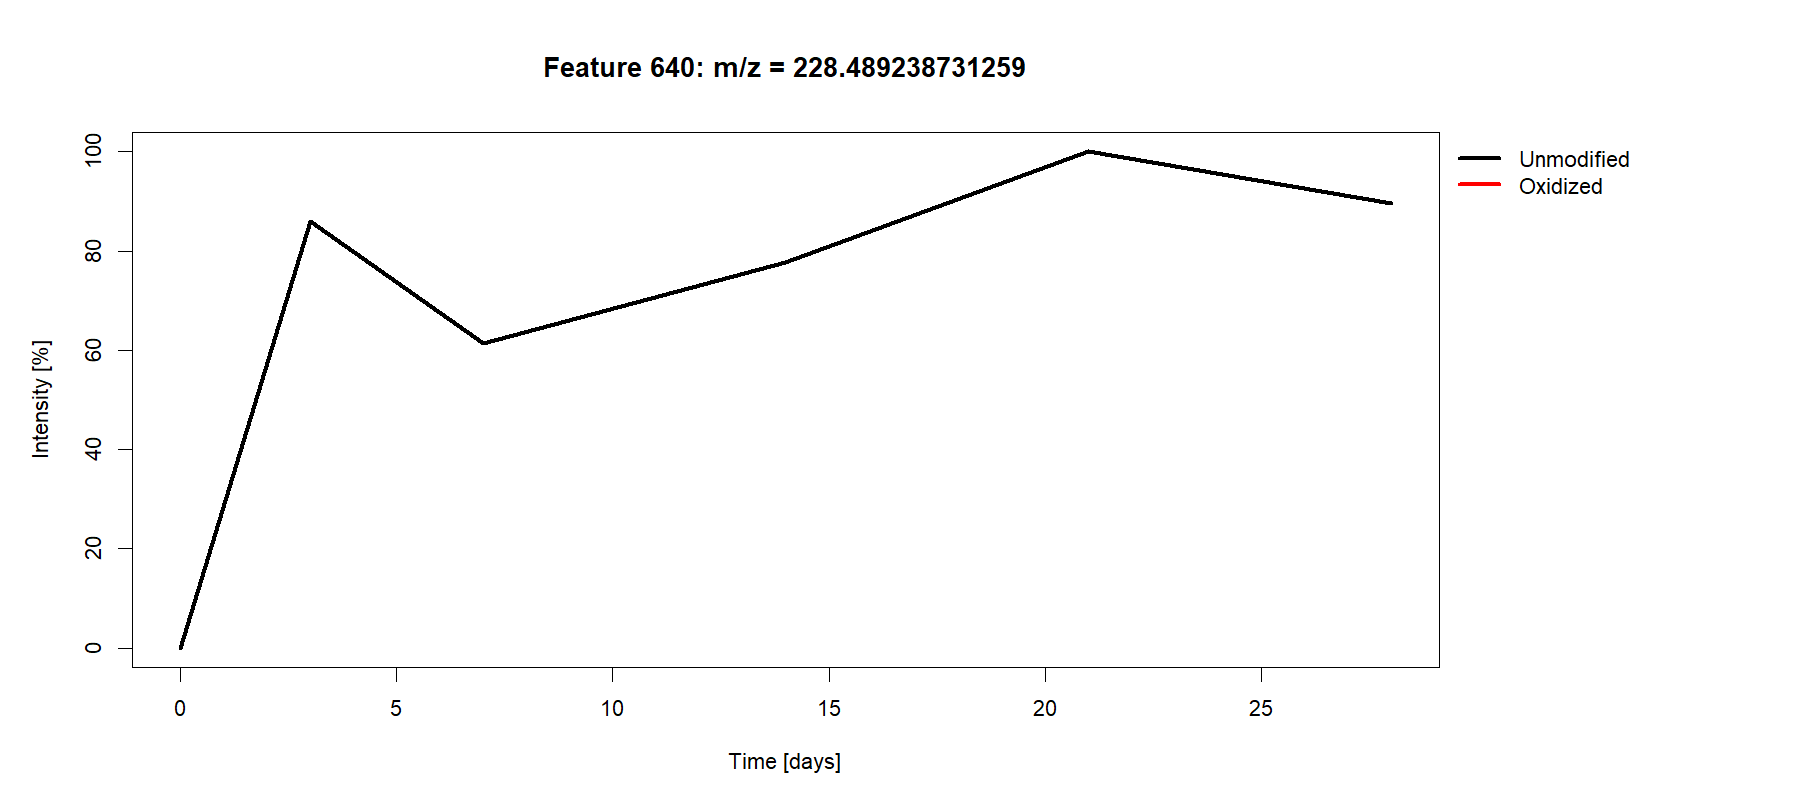 Feature 640: m/z = 228.489238731259
Unmodified
Oxidized
Intensity [%]
100
80
60
40
20
0
0 5 10 15 20 25
Time [days]